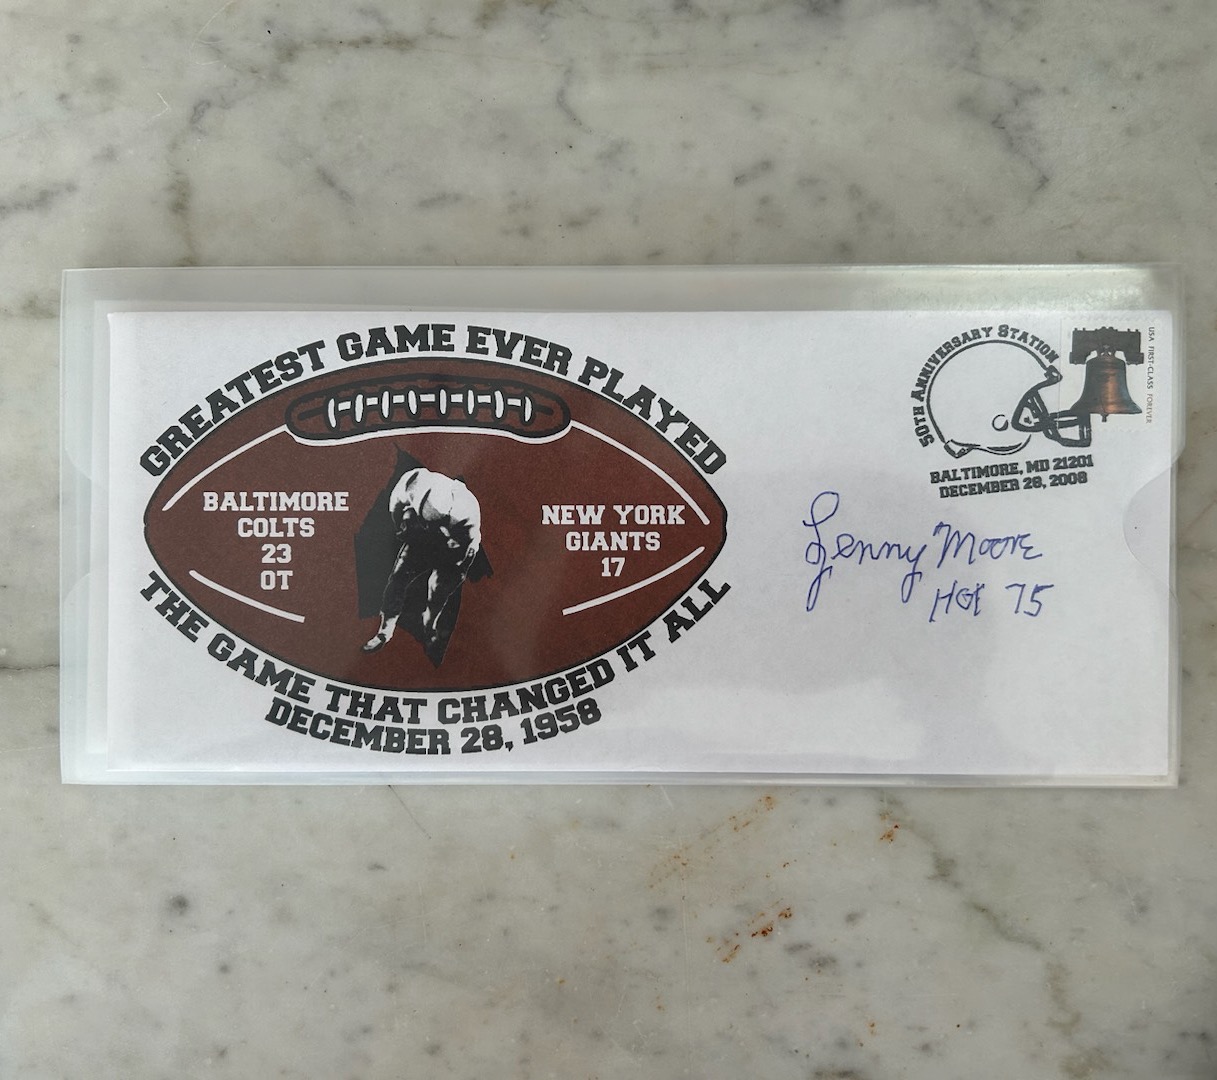 GREATEST GAME EVER PLAYED
BALTIMORE
COLTS
23
OT
NEW YORK
GIANTS
17
THE GAME THAT CHANGED IT ALL
DECEMBER 28, 1958
50TH ANNIVERSARY STATION
BALTIMORE, MD 21201
DECEMBER 28, 2008
USA FIRST-CLASS FOREVER
Lenny Moore
HOF 75